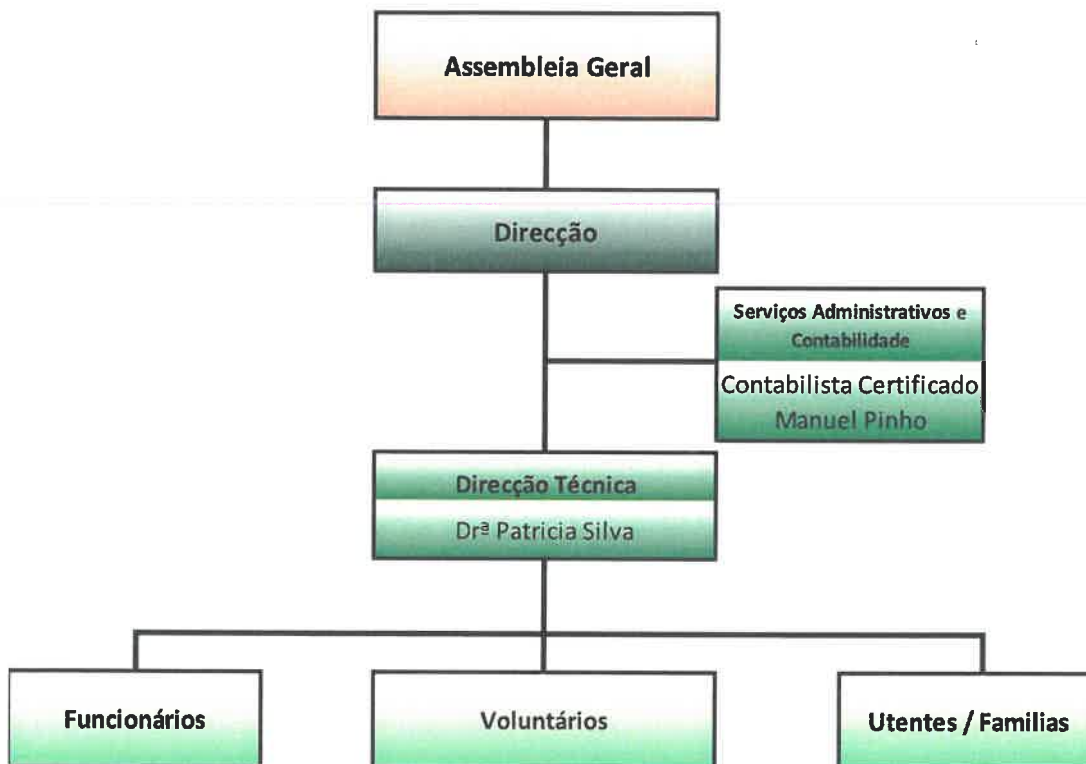 Assembleia Geral
Direcção
Serviços Administrativos e
Contabilidade
Contabilista Certificado
Manuel Pinho
Direcção Técnica
Drª Patricia Silva
Funcionários
Voluntários
Utentes / Familias